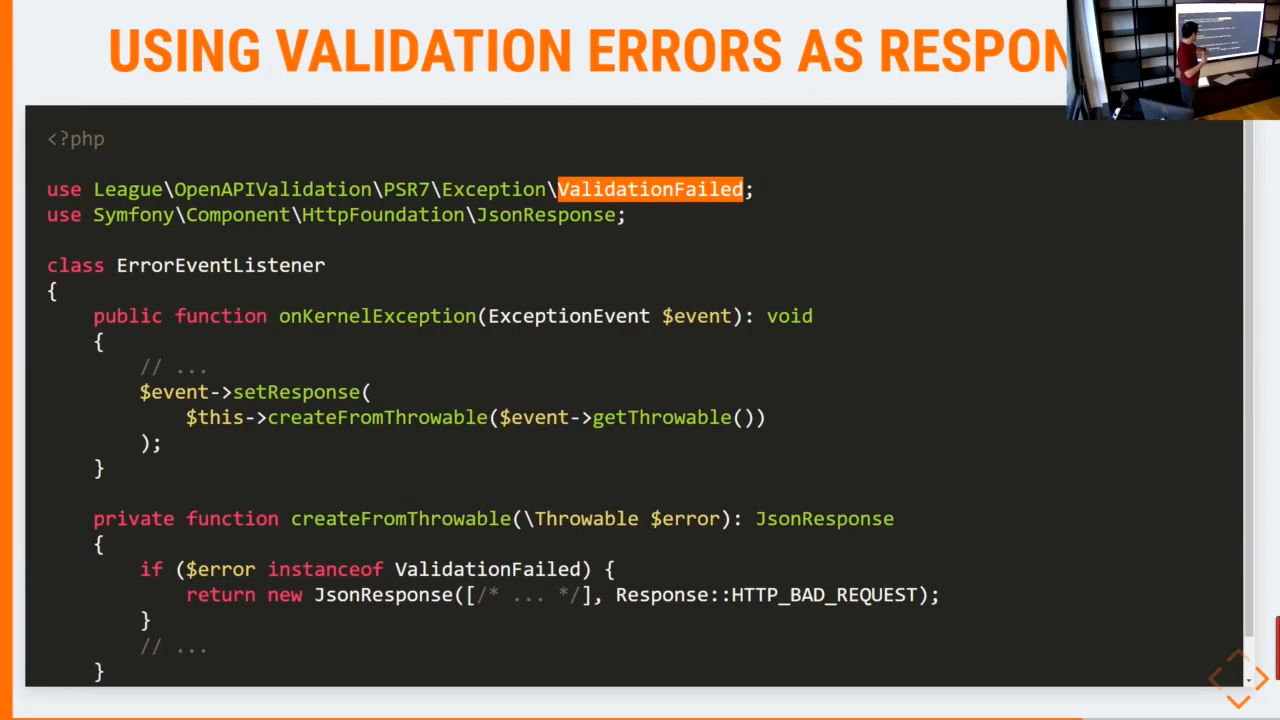 USING VALIDATION ERRORS AS RESPON
<?php
use League\OpenAPIValidation\PSR7\Exception\ValidationFailed;
use Symfony\Component\HttpFoundation\JsonResponse;
class ErrorEventListener
{
    public function onKernelException(ExceptionEvent $event): void
    {
        // ...
        $event->setResponse(
            $this->createFromThrowable($event->getThrowable())
        );
    }
    private function createFromThrowable(\Throwable $error): JsonResponse
    {
        if ($error instanceof ValidationFailed) {
            return new JsonResponse([/* ... */], Response::HTTP_BAD_REQUEST);
        }
        // ...
    }